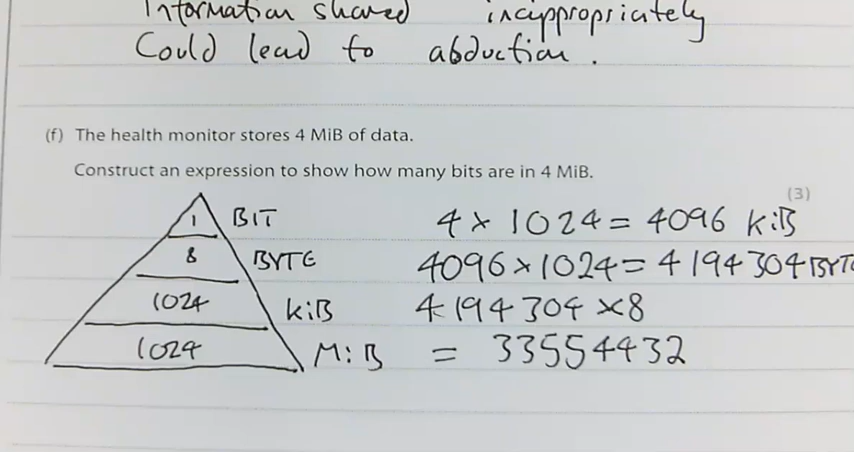 Information shared inappropriately
Could lead to abduction.
(f) The health monitor stores 4 MiB of data.
Construct an expression to show how many bits are in 4 MiB.
(3)
1 BIT
8 BYTE
1024 KiB
1024 MiB
4 × 1024 = 4096 KiB
4096 × 1024 = 4194304 BYTE
4194304 × 8
= 33554432